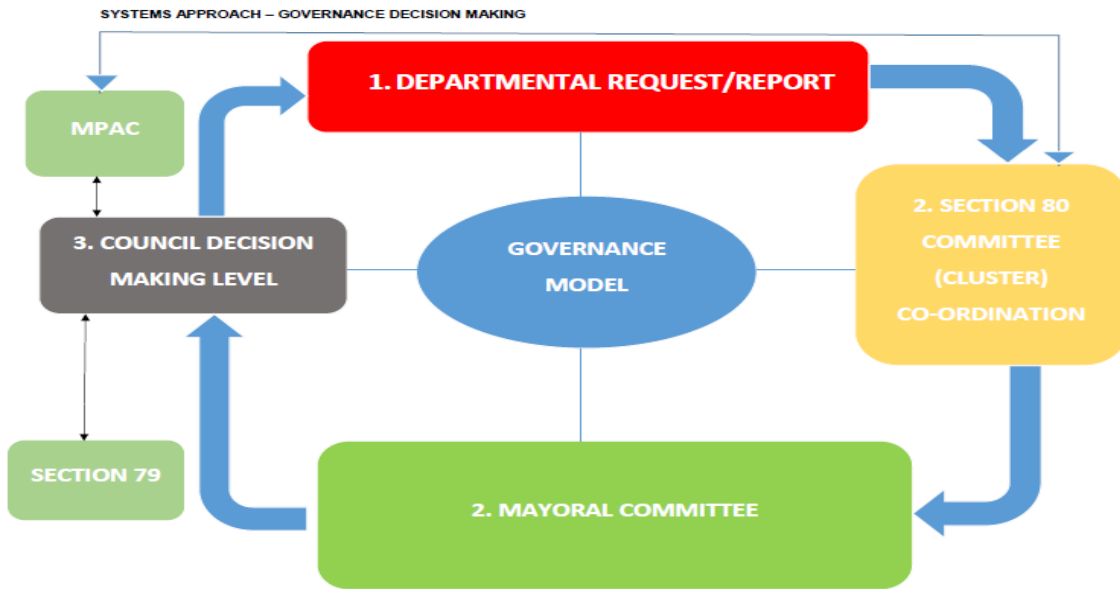 SYSTEMS APPROACH – GOVERNANCE DECISION MAKING
1. DEPARTMENTAL REQUEST/REPORT
MPAC
2. SECTION 80
COMMITTEE
(CLUSTER)
CO-ORDINATION
3. COUNCIL DECISION
MAKING LEVEL
GOVERNANCE
MODEL
SECTION 79
2. MAYORAL COMMITTEE